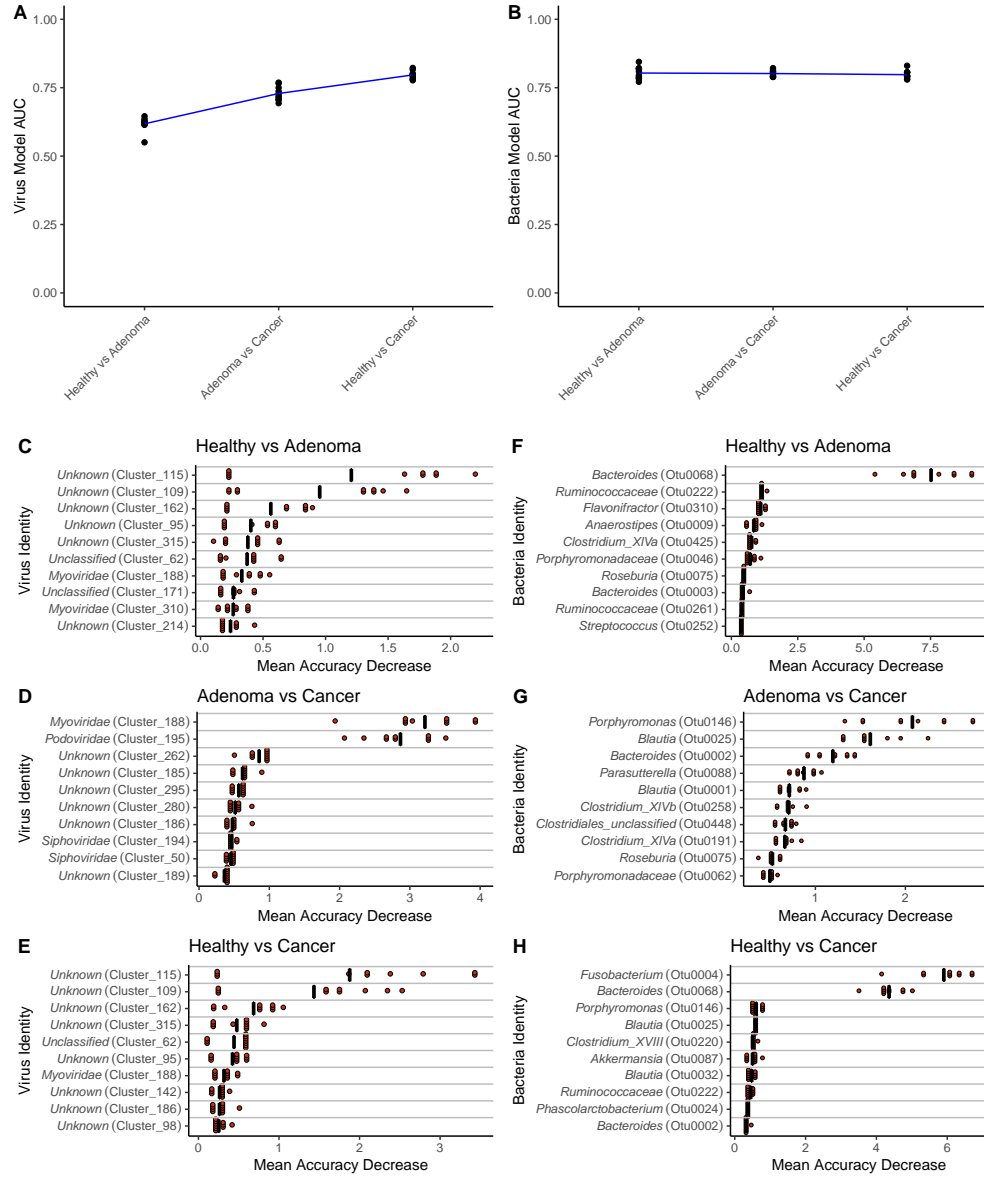 A
1.00
0.75
0.50
0.25
0.00
Virus Model AUC
Healthy vs Adenoma
Adenoma vs Cancer
Healthy vs Cancer
B
1.00
0.75
0.50
0.25
0.00
Bacteria Model AUC
Healthy vs Adenoma
Adenoma vs Cancer
Healthy vs Cancer
C
Healthy vs Adenoma
Virus Identity
Unknown (Cluster_115)
Unknown (Cluster_109)
Unknown (Cluster_162)
Unknown (Cluster_95)
Unknown (Cluster_315)
Unclassified (Cluster_62)
Myoviridae (Cluster_188)
Unclassified (Cluster_171)
Myoviridae (Cluster_310)
Unknown (Cluster_214)
0.0 0.5 1.0 1.5 2.0
Mean Accuracy Decrease
F
Healthy vs Adenoma
Bacteria Identity
Bacteroides (Otu0068)
Ruminococcaceae (Otu0222)
Flavonifractor (Otu0310)
Anaerostipes (Otu0009)
Clostridium_XlVa (Otu0425)
Porphyromonadaceae (Otu0046)
Roseburia (Otu0075)
Bacteroides (Otu0003)
Ruminococcaceae (Otu0261)
Streptococcus (Otu0252)
0.0 2.5 5.0 7.5
Mean Accuracy Decrease
D
Adenoma vs Cancer
Virus Identity
Myoviridae (Cluster_188)
Podoviridae (Cluster_195)
Unknown (Cluster_262)
Unknown (Cluster_185)
Unknown (Cluster_295)
Unknown (Cluster_280)
Unknown (Cluster_186)
Siphoviridae (Cluster_194)
Siphoviridae (Cluster_50)
Unknown (Cluster_189)
0 1 2 3 4
Mean Accuracy Decrease
G
Adenoma vs Cancer
Bacteria Identity
Porphyromonas (Otu0146)
Blautia (Otu0025)
Bacteroides (Otu0002)
Parasutterella (Otu0088)
Blautia (Otu0001)
Clostridium_XlVb (Otu0258)
Clostridiales_unclassified (Otu0448)
Clostridium_XlVa (Otu0191)
Roseburia (Otu0075)
Porphyromonadaceae (Otu0062)
1 2
Mean Accuracy Decrease
E
Healthy vs Cancer
Virus Identity
Unknown (Cluster_115)
Unknown (Cluster_109)
Unknown (Cluster_162)
Unknown (Cluster_315)
Unclassified (Cluster_62)
Unknown (Cluster_95)
Myoviridae (Cluster_188)
Unknown (Cluster_142)
Unknown (Cluster_186)
Unknown (Cluster_98)
0 1 2 3
Mean Accuracy Decrease
H
Healthy vs Cancer
Bacteria Identity
Fusobacterium (Otu0004)
Bacteroides (Otu0068)
Porphyromonas (Otu0146)
Blautia (Otu0025)
Clostridium_XVIII (Otu0220)
Akkermansia (Otu0087)
Blautia (Otu0032)
Ruminococcaceae (Otu0222)
Phascolarctobacterium (Otu0024)
Bacteroides (Otu0002)
0 2 4 6
Mean Accuracy Decrease